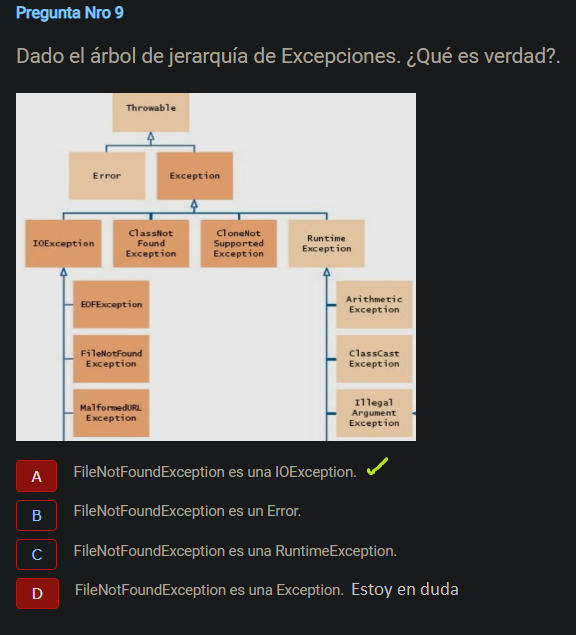 Pregunta Nro 9
Dado el árbol de jerarquía de Excepciones. ¿Qué es verdad?.
Throwable
Error
Exception
IOException
ClassNot
Found
Exception
CloneNot
Supported
Exception
Runtime
Exception
EOFException
FileNotFound
Exception
MalformedURL
Exception
Arithmetic
Exception
ClassCast
Exception
Illegal
Argument
Exception
A FileNotFoundException es una IOException.
B FileNotFoundException es un Error.
C FileNotFoundException es una RuntimeException.
D FileNotFoundException es una Exception. Estoy en duda